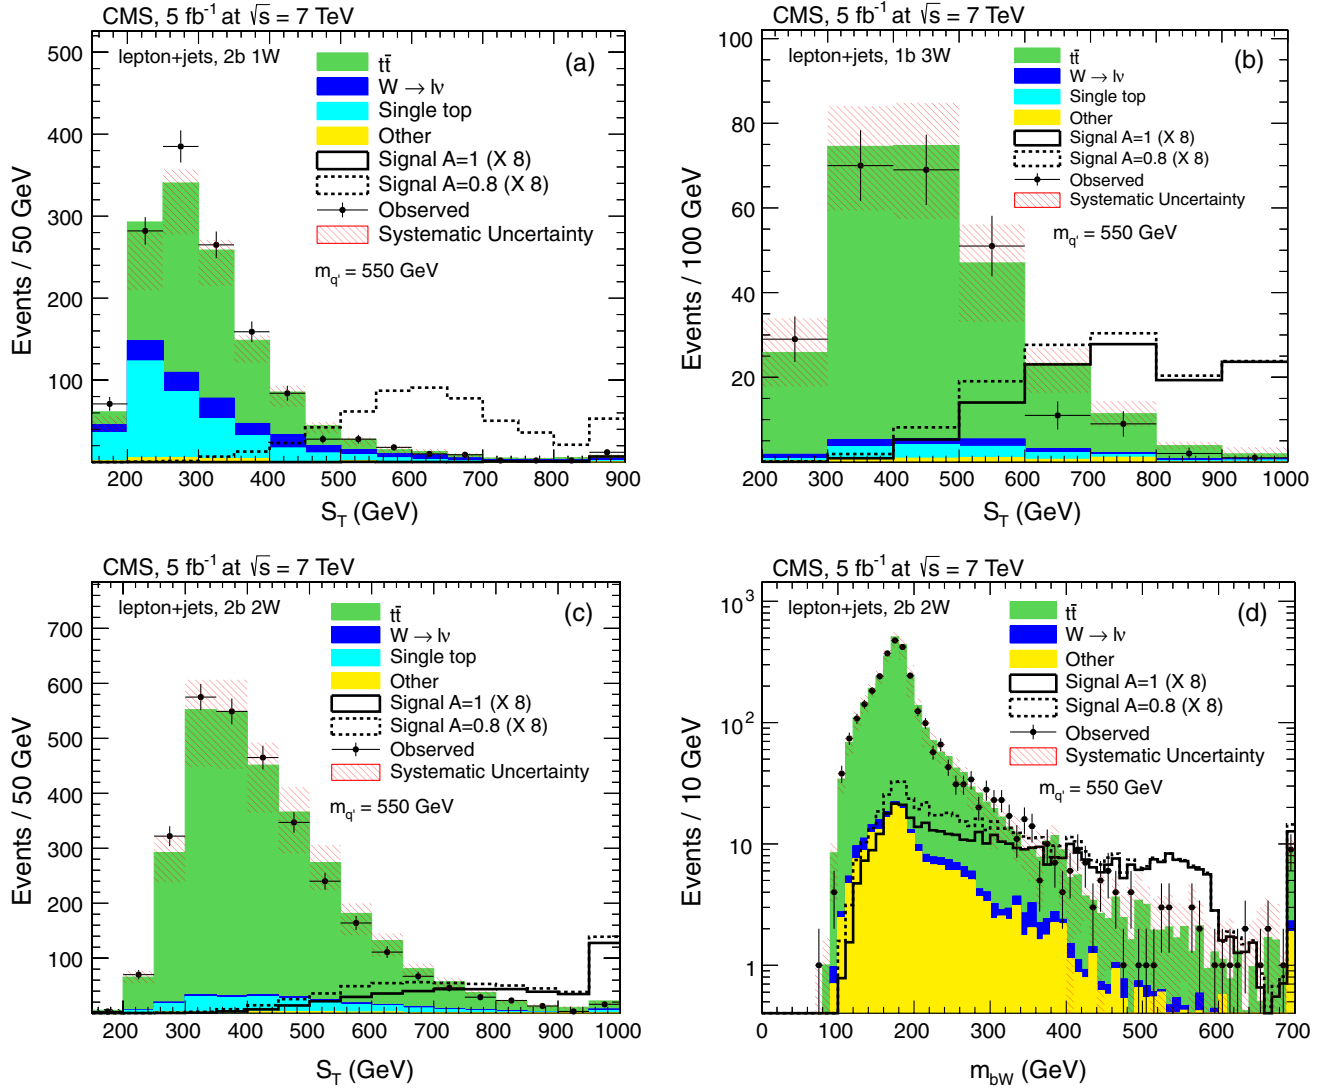 CMS, 5 fb⁻¹ at √s = 7 TeV
lepton+jets, 2b 1W
(a)
tt̄
W → lν
Single top
Other
Signal A=1 (X 8)
Signal A=0.8 (X 8)
Observed
Systematic Uncertainty
m_q' = 550 GeV
Events / 50 GeV
500
400
300
200
100
200 300 400 500 600 700 800 900
S_T (GeV)
CMS, 5 fb⁻¹ at √s = 7 TeV
lepton+jets, 1b 3W
(b)
tt̄
W → lν
Single top
Other
Signal A=1 (X 8)
Signal A=0.8 (X 8)
Observed
Systematic Uncertainty
m_q' = 550 GeV
Events / 100 GeV
100
80
60
40
20
200 300 400 500 600 700 800 900 1000
S_T (GeV)
CMS, 5 fb⁻¹ at √s = 7 TeV
lepton+jets, 2b 2W
(c)
tt̄
W → lν
Single top
Other
Signal A=1 (X 8)
Signal A=0.8 (X 8)
Observed
Systematic Uncertainty
m_q' = 550 GeV
Events / 50 GeV
700
600
500
400
300
200
100
200 300 400 500 600 700 800 900 1000
S_T (GeV)
CMS, 5 fb⁻¹ at √s = 7 TeV
lepton+jets, 2b 2W
(d)
tt̄
W → lν
Other
Signal A=1 (X 8)
Signal A=0.8 (X 8)
Observed
Systematic Uncertainty
m_q' = 550 GeV
Events / 10 GeV
10³
10²
10
1
0 100 200 300 400 500 600 700
m_bW (GeV)